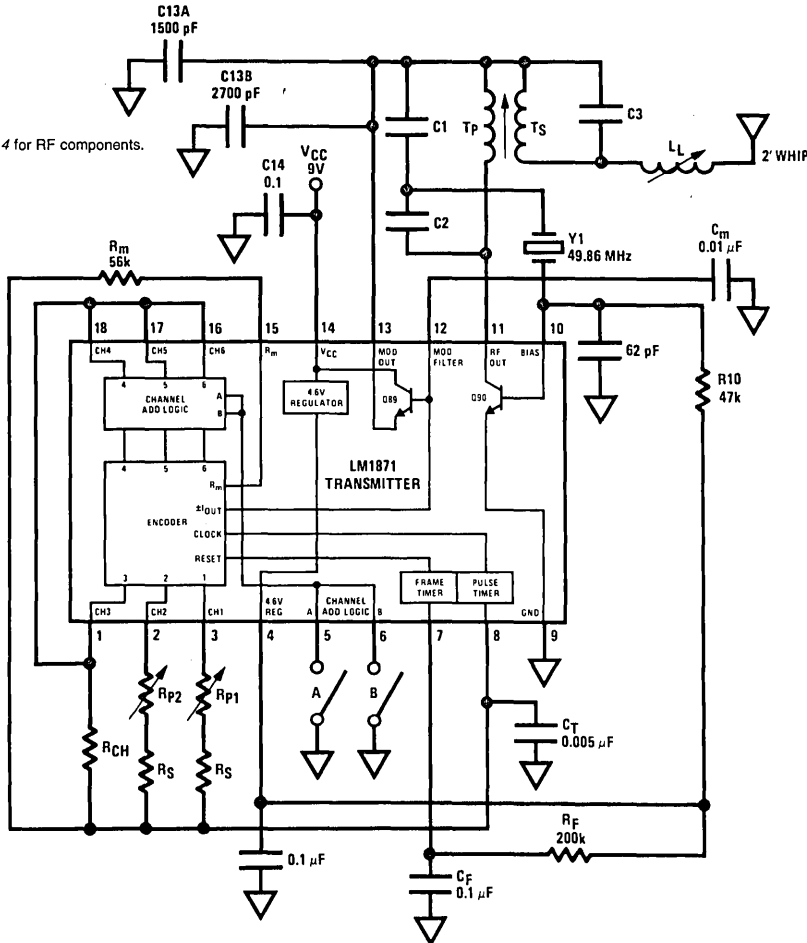 C13A
1500 pF
C13B
2700 pF
4 for RF components.
C14
0.1
VCC
9V
C1
C2
TP
TS
C3
LL
2' WHIP
Y1
49.86 MHz
Cm
0.01 µF
Rm
56k
62 pF
R10
47k
18
17
16
15
14
13
12
11
10
CH4
CH5
CH6
Rm
VCC
MOD OUT
MOD FILTER
RF OUT
BIAS
4
5
6
A
B
CHANNEL
ADD LOGIC
4.6V
REGULATOR
Q89
Q90
LM1871
TRANSMITTER
4
5
6
Rm
±IOUT
ENCODER
CLOCK
RESET
3
2
1
FRAME
TIMER
PULSE
TIMER
CH3
CH2
CH1
4.6V
REG
A
CHANNEL
ADD LOGIC
B
GND
1
2
3
4
5
6
7
8
9
RP2
RP1
A
B
CT
0.005 µF
RCH
RS
RS
RF
200k
0.1 µF
CF
0.1 µF